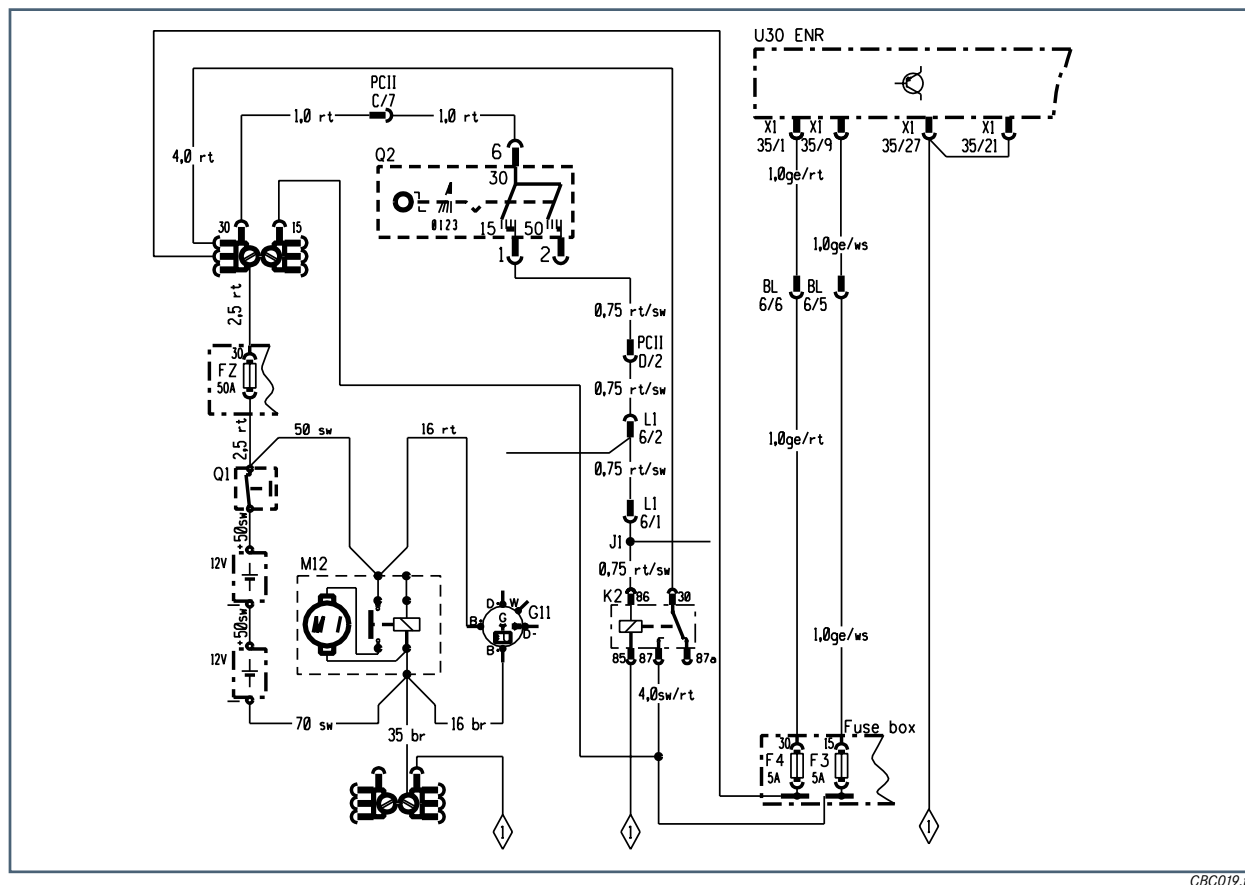 U30 ENR
PCII
C/7
1,0 rt
1,0 rt
X1
35/1
X1
35/9
X1
35/27
X1
35/21
4,0 rt
Q2
6
30
0123
15
50
1
2
1,0ge/rt
30
15
1,0ge/ws
2,5 rt
0,75 rt/sw
BL
6/6
BL
6/5
PCII
D/2
30
FZ
50A
0,75 rt/sw
2,5 rt
50 sw
16 rt
L1
6/2
1,0ge/rt
Q1
0,75 rt/sw
+
50sw
L1
6/1
J1
12V
M12
0,75 rt/sw
K2
86
30
D+
W
G11
B+
G
D-
B-
M
1,0ge/ws
50sw
+
12V
85
87
87a
4,0sw/rt
70 sw
16 br
35 br
Fuse box
30
F4
5A
15
F3
5A
1
1
1